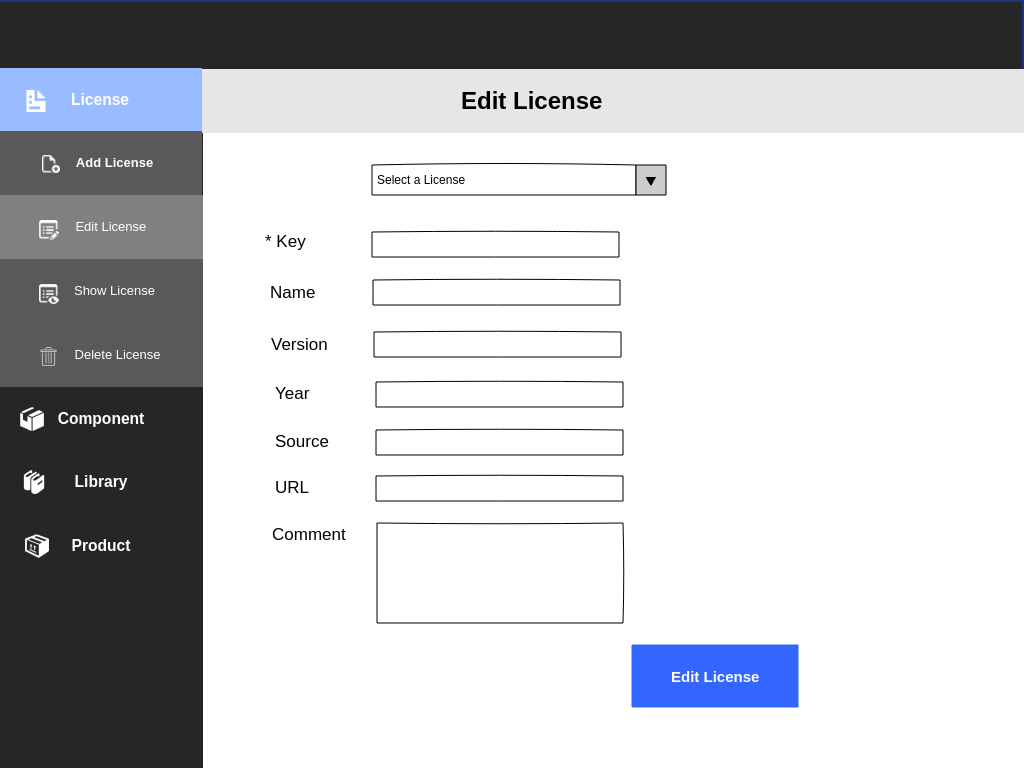 License
Edit License
Add License
Edit License
Show License
Delete License
Component
Library
Product
Select a License
* Key
Name
Version
Year
Source
URL
Comment
Edit License